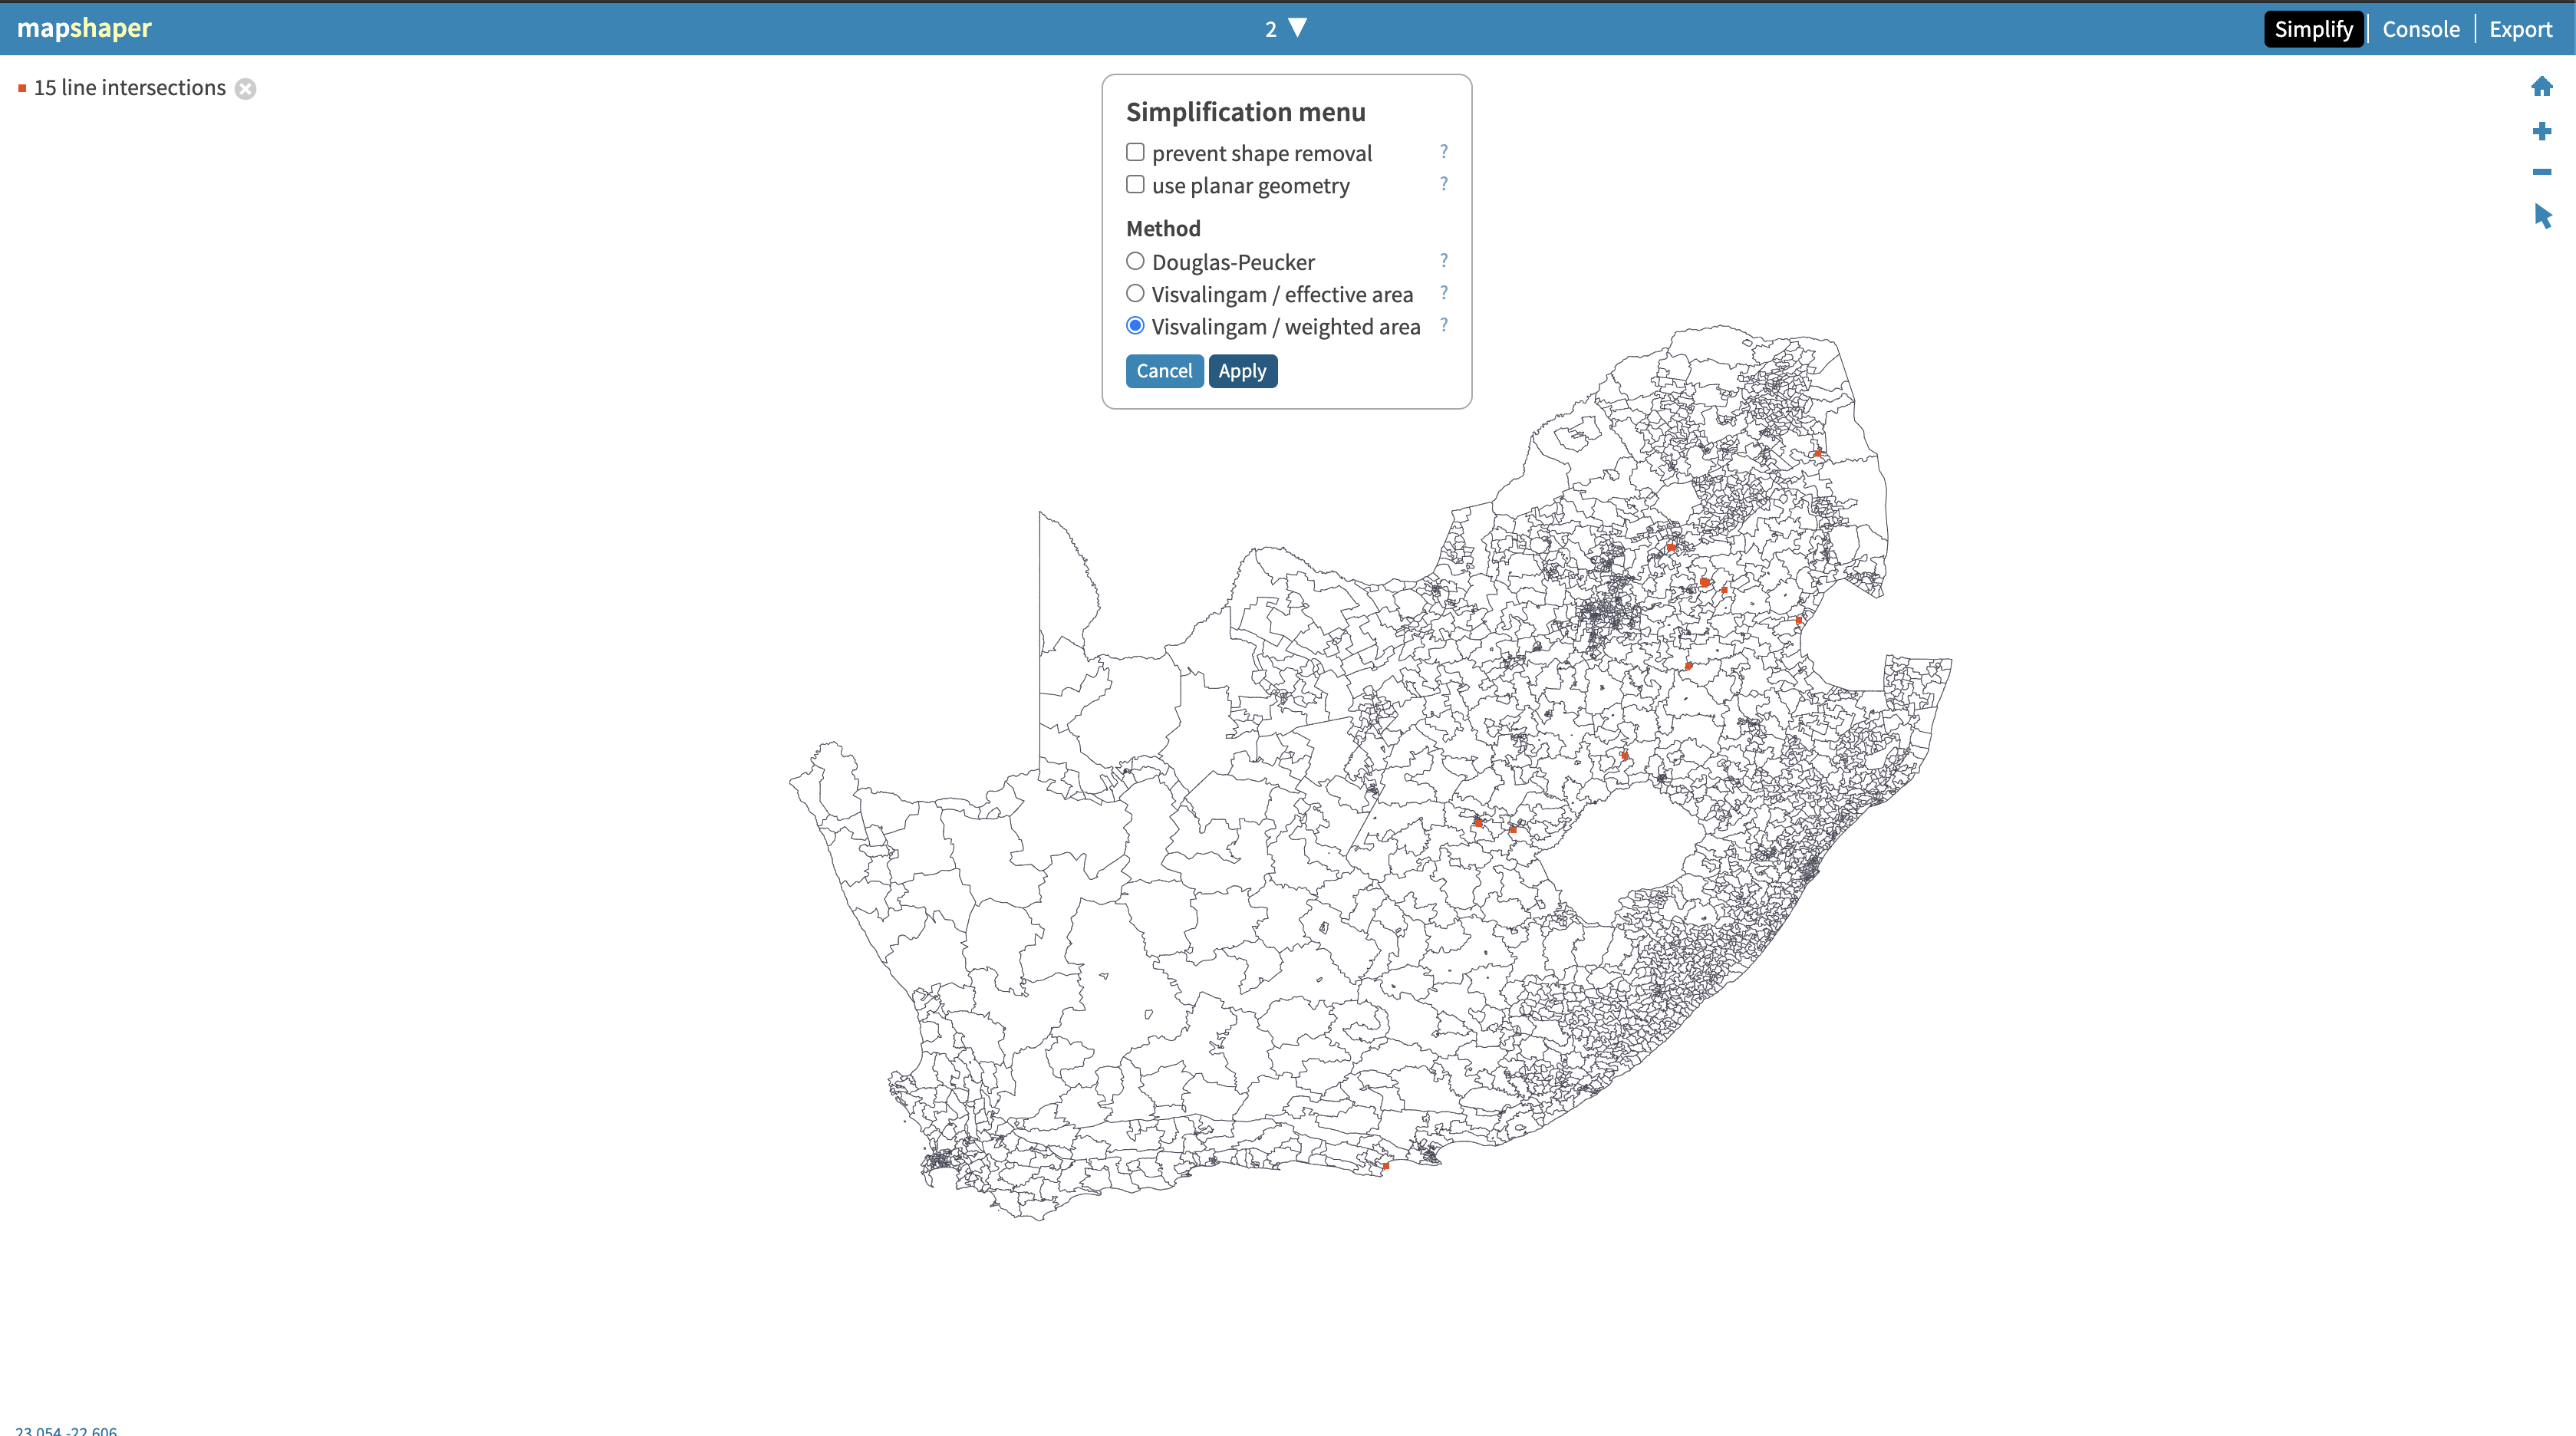 mapshaper
2 ▼
Simplify | Console | Export
15 line intersections
Simplification menu
prevent shape removal ?
use planar geometry ?
Method
Douglas-Peucker ?
Visvalingam / effective area ?
Visvalingam / weighted area ?
Cancel Apply
23.054,-22.606